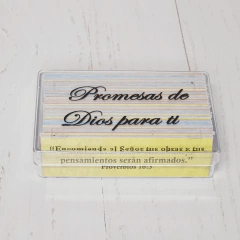 Promesas de
Dios para ti
"Encomienda al Señor tus obras y tus
pensamientos serán afirmados."
Proverbios 16:3